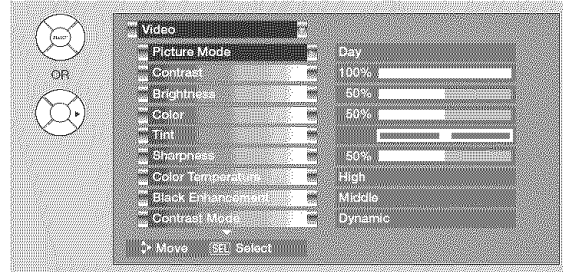 Video
Picture Mode Day
Contrast 100%
Brightness 50%
Color 50%
Tint
Sharpness 50%
Color Temperature High
Black Enhancement Middle
Contrast Mode Dynamic
Move SEL Select
OR